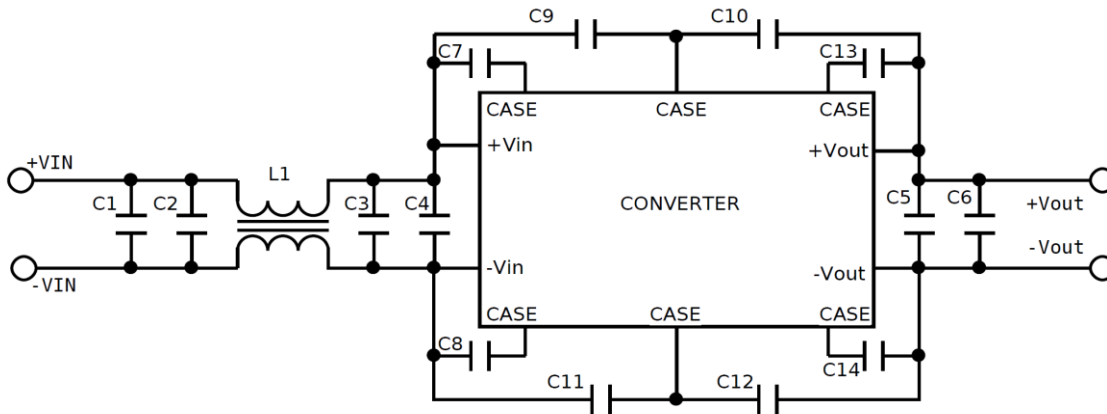 C9 C10
C7 C13
CASE CASE CASE
+Vin +Vout
+VIN L1
C1 C2 C3 C4 CONVERTER C5 C6
+Vout
-Vout
-VIN -Vin -Vout
CASE CASE CASE
C8 C14
C11 C12